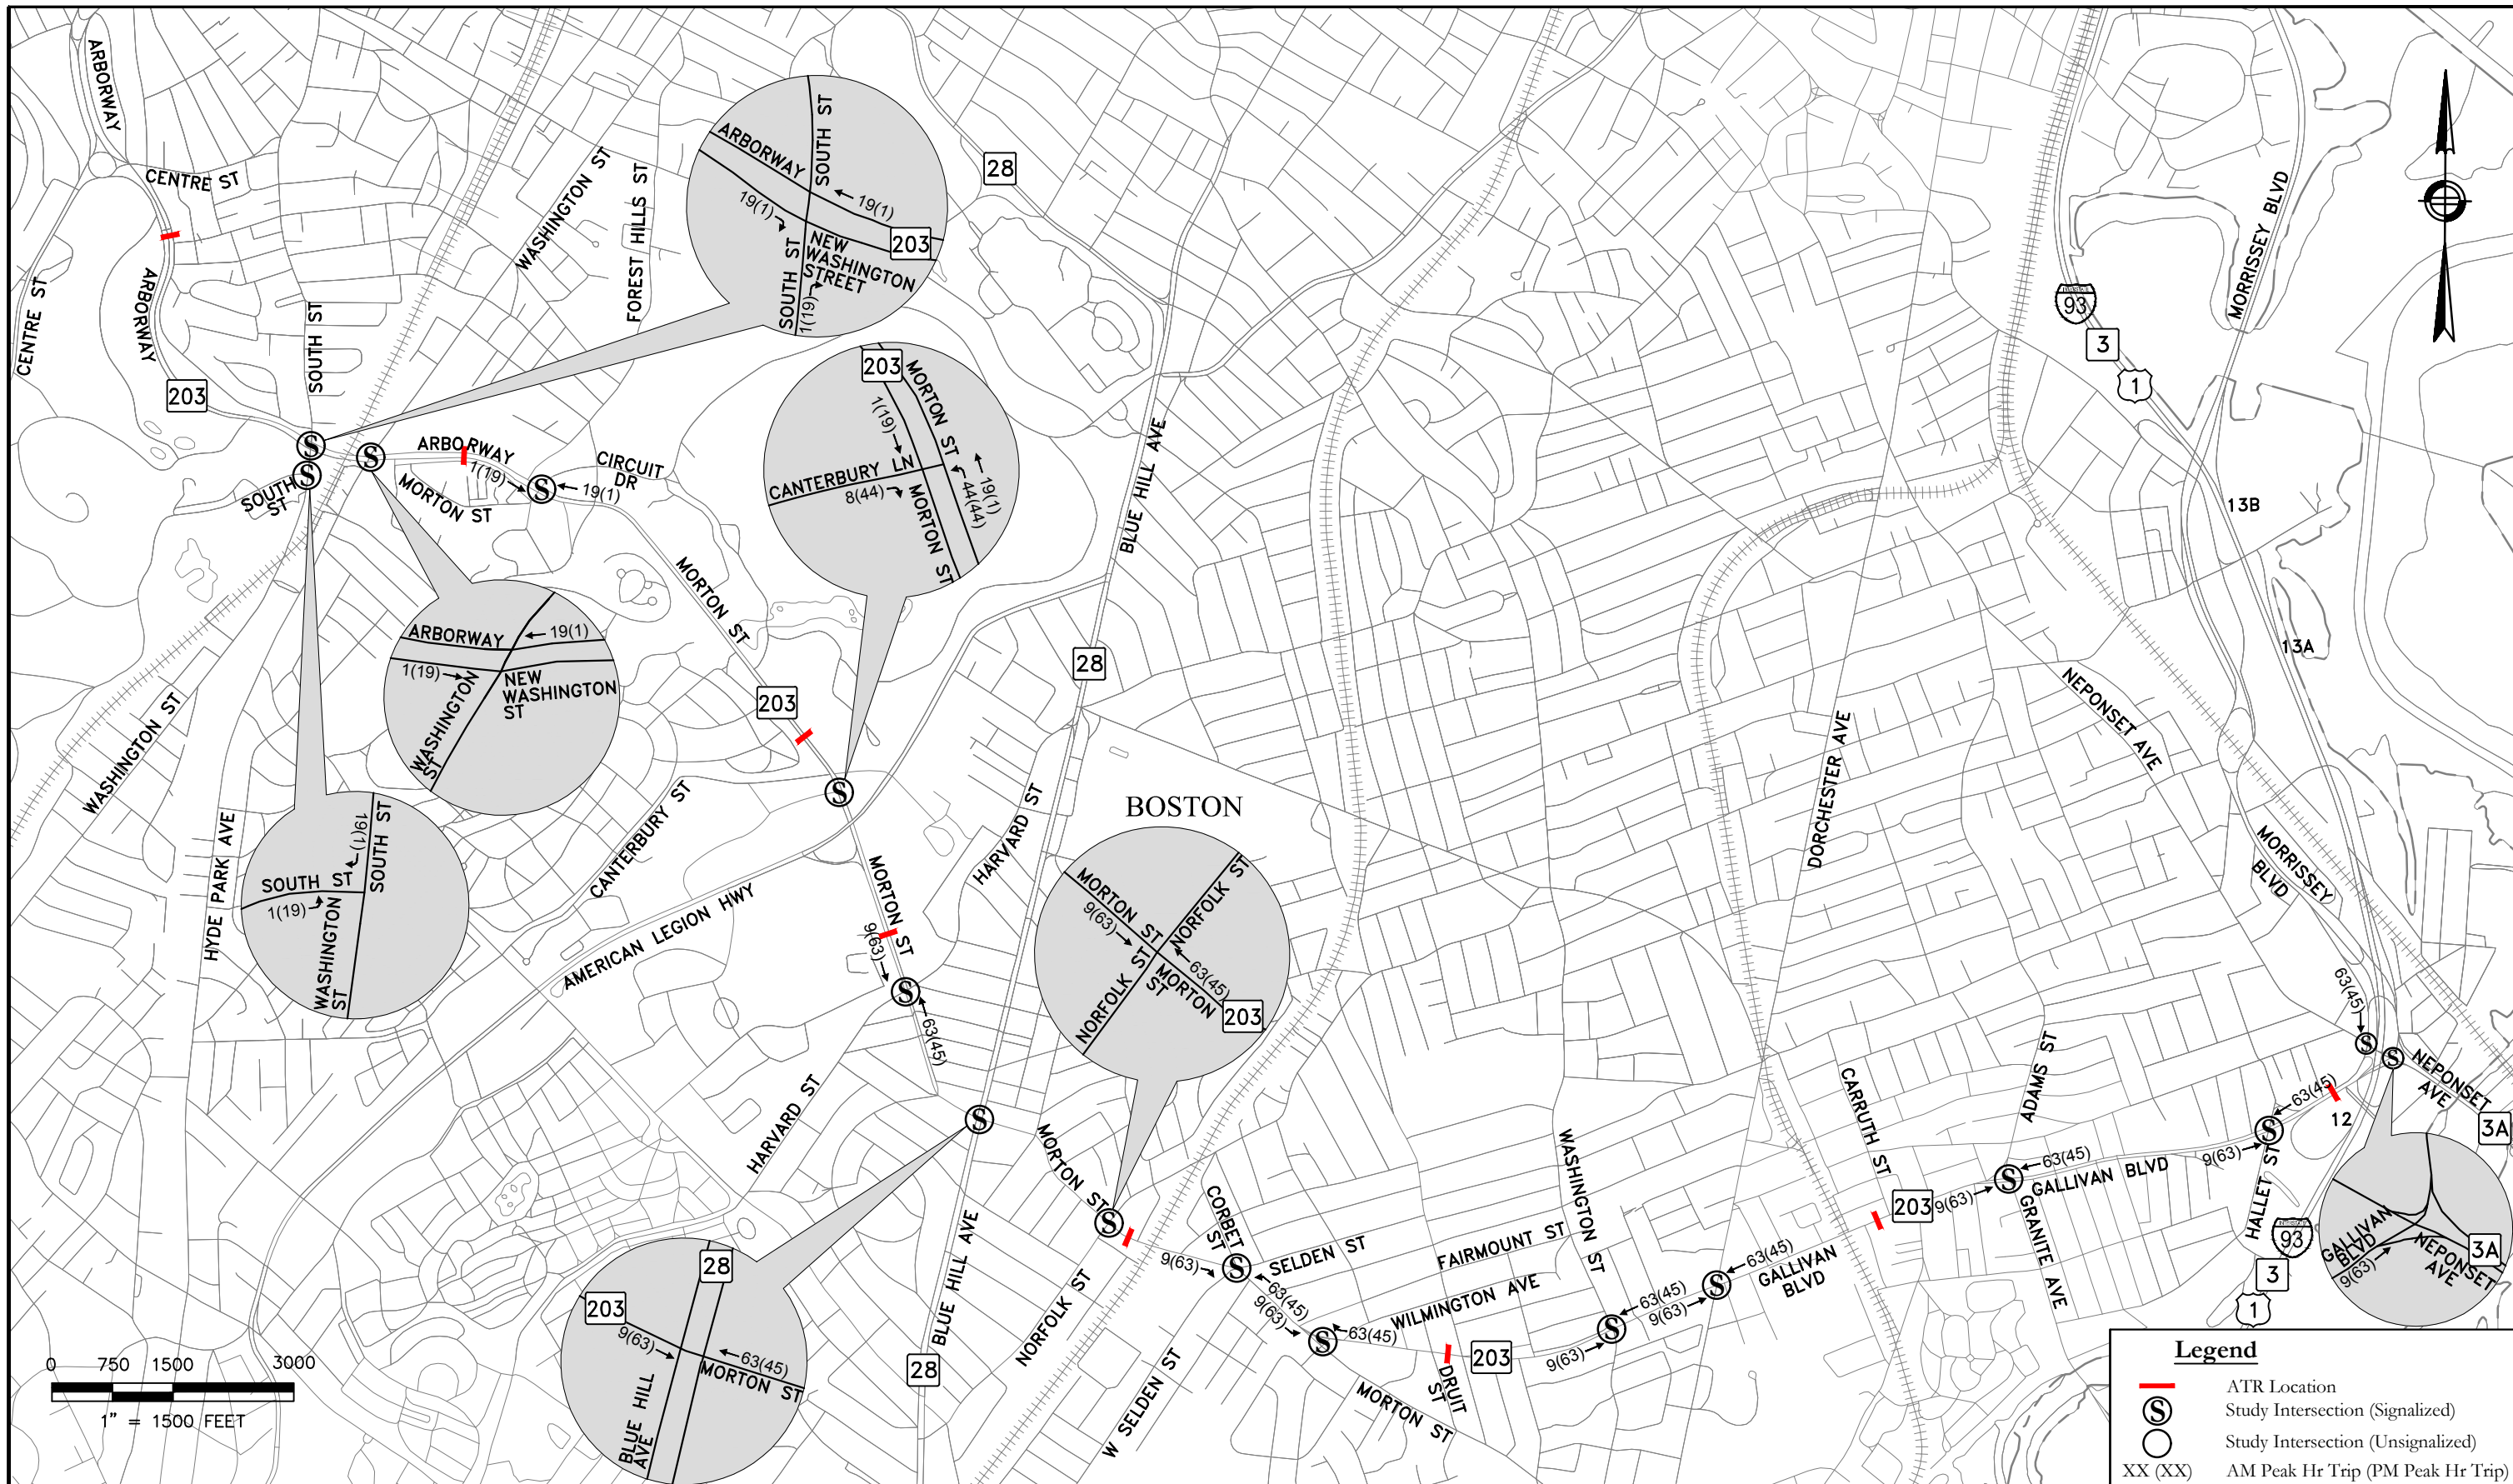 ARBORWAY
CENTRE ST
CENTRE ST
ARBORWAY
203
SOUTH ST
WASHINGTON ST
FOREST HILLS ST
SOUTH ST
ARBORWAY
19(1)
19(1)
203
NEW
WASHINGTON
STREET
SOUTH ST
1(19)
28
203
MORTON ST
1(19)
CANTERBURY LN
8(44)
19(1)
44(44)
MORTON ST
ARBORWAY
1(19)
19(1)
CIRCUIT
DR
MORTON ST
SOUTH
ST
MORTON ST
203
BLUE HILL AVE
28
93
3
1
MORRISSEY BLVD
13B
13A
NEPONSET AVE
DORCHESTER AVE
MORRISSEY
BLVD
ARBORWAY
19(1)
1(19)
NEW
WASHINGTON
ST
WASHINGTON
ST
WASHINGTON ST
HYDE PARK AVE
19(1)
SOUTH ST
SOUTH ST
1(19)
WASHINGTON
ST
CANTERBURY ST
AMERICAN LEGION HWY
HARVARD ST
MORTON ST
9(63)
63(45)
HARVARD ST
BOSTON
MORTON ST
NORFOLK ST
9(63)
63(45)
NORFOLK ST
MORTON
ST
203
MORTON ST
BLUE HILL AVE
28
NORFOLK ST
28
203
9(63)
63(45)
MORTON ST
BLUE HILL
AVE
CORBET
ST
9(63)
SELDEN ST
63(45)
9(63)
63(45)
W SELDEN ST
FAIRMOUNT ST
WILMINGTON AVE
WASHINGTON ST
DRUIT
ST
203
MORTON ST
9(63)
63(45)
9(63)
63(45)
GALLIVAN
BLVD
CARRUTH ST
203
9(63)
63(45)
ADAMS ST
GRANITE AVE
GALLIVAN BLVD
9(63)
63(45)
HALLET ST
12
63(45)
NEPONSET
AVE
3A
93
3
1
GALLIVAN
BLVD
9(63)
NEPONSET
AVE
3A
0 750 1500 3000
1" = 1500 FEET
Legend
ATR Location
S Study Intersection (Signalized)
Study Intersection (Unsignalized)
XX (XX) AM Peak Hr Trip (PM Peak Hr Trip)